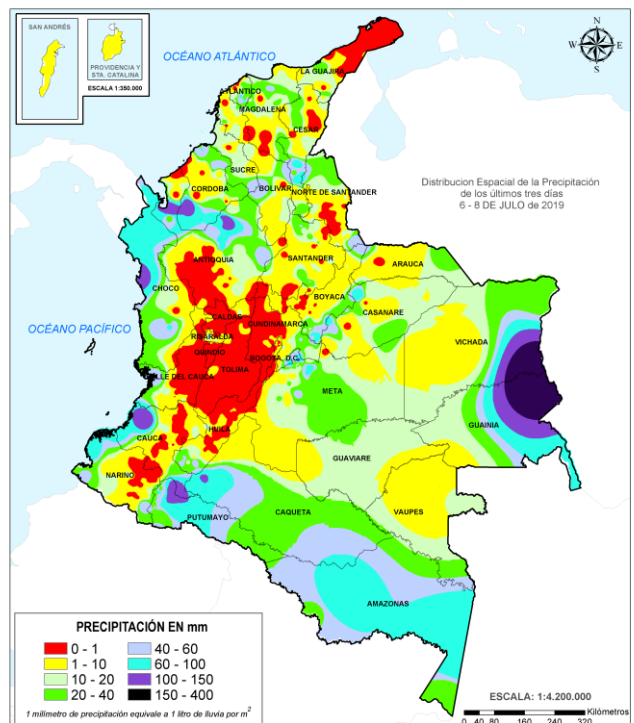 SAN ANDRÉS
PROVIDENCIA Y
STA. CATALINA
ESCALA 1:350.000
OCÉANO ATLÁNTICO
N
W E
S
LA GUAJIRA
ATLÁNTICO
MAGDALENA
CESAR
SUCRE
Distribucion Espacial de la Precipitación
de los últimos tres días
6 - 8 DE JULO de 2019
CORDOBA
BOLIVAR
NORTE DE SANTANDER
ANTIOQUIA
SANTANDER
ARAUCA
CHOCO
BOYACA
CASANARE
OCÉANO PACÍFICO
CALDAS
CUNDINAMARCA
RISARALDA
VICHADA
QUINDIO
BOGOTA, D.C.
TOLIMA
VALLE DEL CAUCA
META
GUAINIA
CAUCA
HUILA
GUAVIARE
NARIÑO
VAUPES
PUTUMAYO
CAQUETA
AMAZONAS
PRECIPITACIÓN EN mm
0 - 1
40 - 60
1 - 10
60 - 100
10 - 20
100 - 150
20 - 40
150 - 400
1 milímetro de precipitación equivale a 1 litro de lluvia por m2
ESCALA: 1:4.200.000
Kilómetros
0 40 80 160 240 320